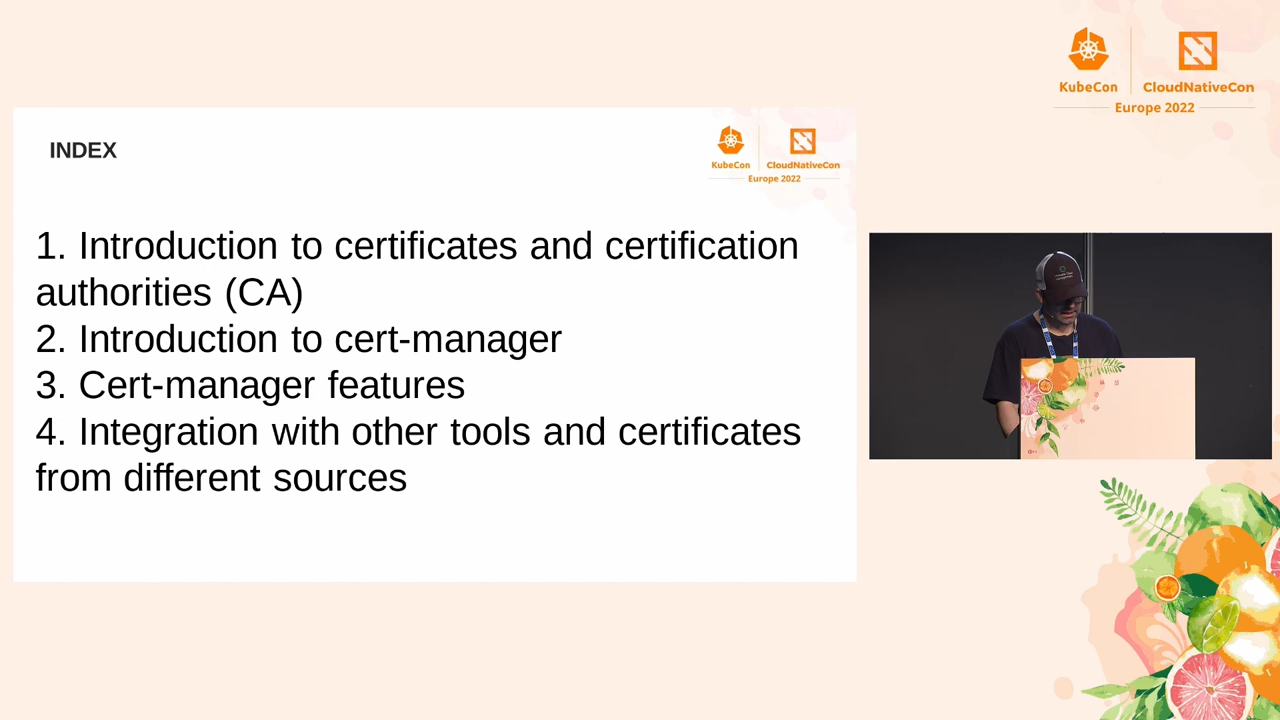 KubeCon
CloudNativeCon
Europe 2022
INDEX
KubeCon
CloudNativeCon
Europe 2022
1. Introduction to certificates and certification
authorities (CA)
2. Introduction to cert-manager
3. Cert-manager features
4. Integration with other tools and certificates
from different sources